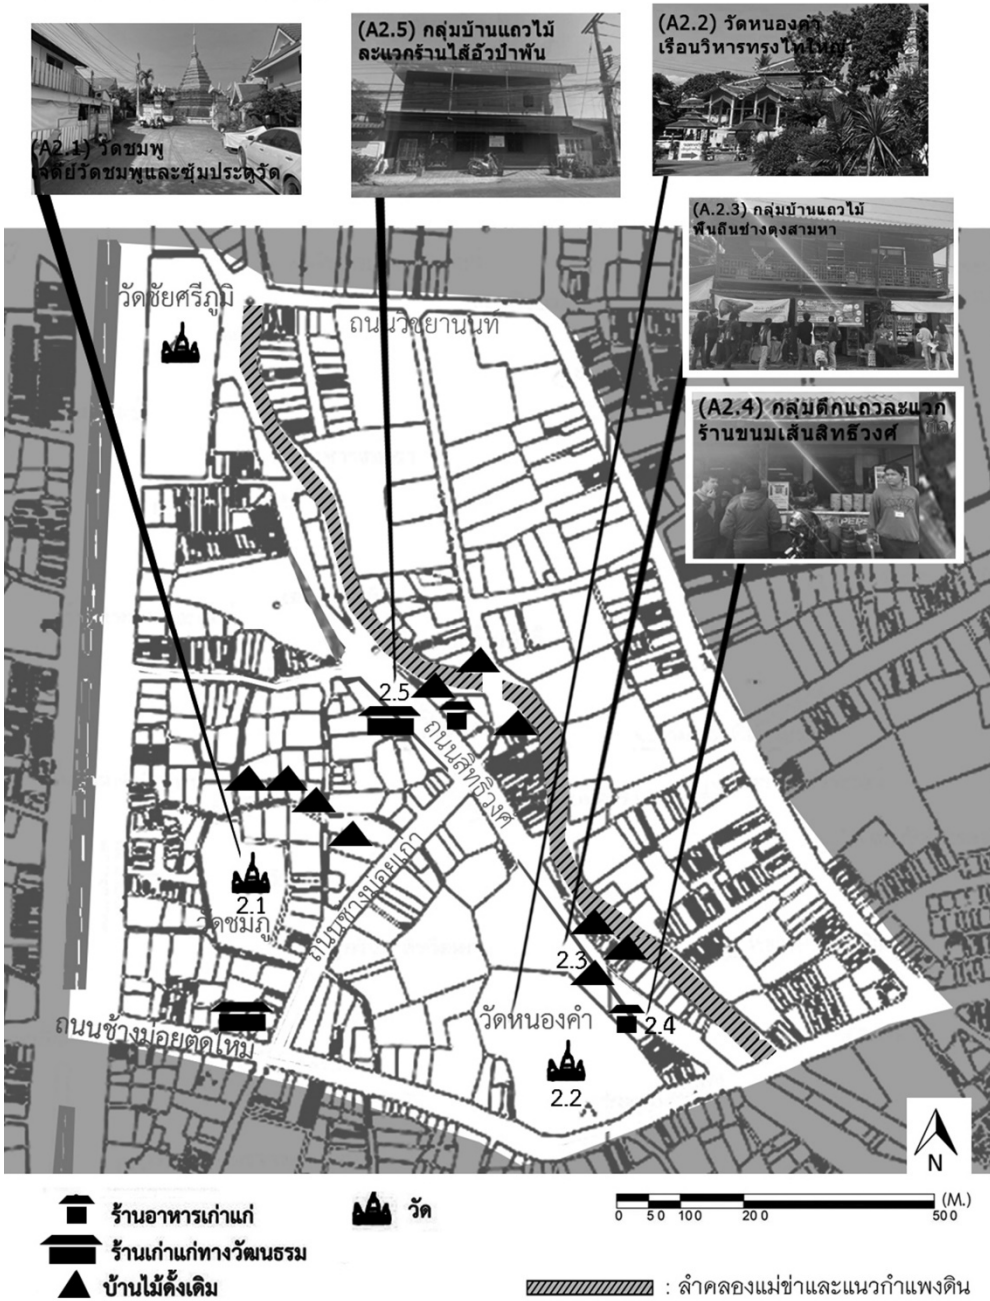 (A2.1) วัดชมพู
เจดีย์วัดชมพูและซุ้มประตูวัด
(A2.5) กลุ่มบ้านแถวไม้
ละแวกร้านไส้อั่วป้าพัน
(A2.2) วัดหนองคำ
เรือนวิหารทรงไทใหญ่
(A.2.3) กลุ่มบ้านแถวไม้
พื้นถิ่นช่างดุงสามหา
(A2.4) กลุ่มตึกแถวละแวก
ร้านขนมเส้นสิทธิวงศ์
วัดชัยศรีภูมิ
ถนนวิชยานนท์
2.5
ถนนสิทธิวงศ์
ถนนช้างม่อยเก่า
2.1
วัดชมภู
2.3
วัดหนองคำ
2.4
ถนนช้างม่อยตัดใหม่
2.2
N
ร้านอาหารเก่าแก่
วัด
(M.)
0 50 100 200 500
ร้านเก่าแก่ทางวัฒนธรรม
บ้านไม้ดั้งเดิม
: ลำคลองแม่ข่าและแนวกำแพงดิน